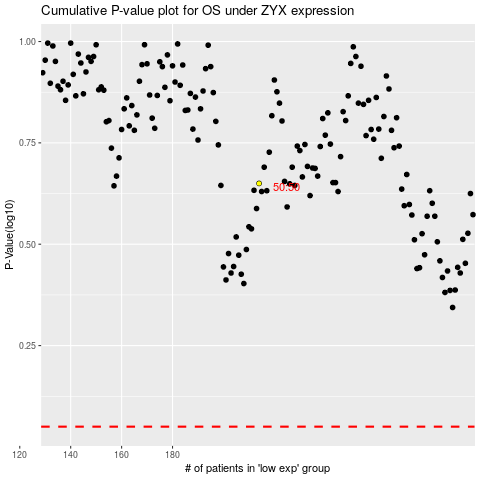 Cumulative P-value plot for OS under ZYX expression
P-Value(log10)
1.00
0.75
0.50
0.25
50:50
120 140 160 180
# of patients in 'low exp' group